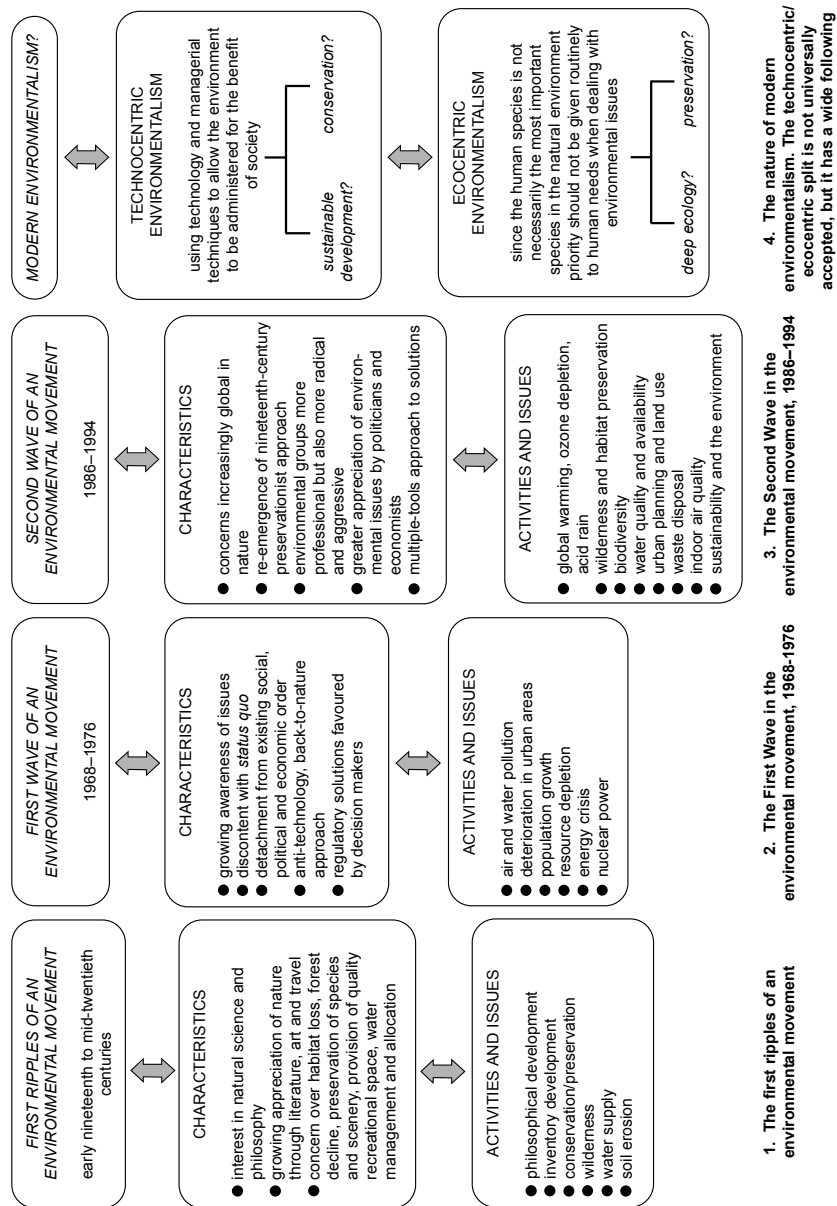 FIRST RIPPLES OF AN
ENVIRONMENTAL MOVEMENT
early nineteenth to mid-twentieth
centuries
CHARACTERISTICS
● interest in natural science and
philosophy
● growing appreciation of nature
through literature, art and travel
● concern over habitat loss, forest
decline, preservation of species
and scenery, provision of quality
recreational space, water
management and allocation
ACTIVITIES AND ISSUES
● philosophical development
● inventory development
● conservation/preservation
● wilderness
● water supply
● soil erosion
1. The first ripples of an
environmental movement
FIRST WAVE OF AN
ENVIRONMENTAL MOVEMENT
1968–1976
CHARACTERISTICS
● growing awareness of issues
● discontent with status quo
● detachment from existing social,
political and economic order
● anti-technology, back-to-nature
approach
● regulatory solutions favoured
by decision makers
ACTIVITIES AND ISSUES
● air and water pollution
● deterioration in urban areas
● population growth
● resource depletion
● energy crisis
● nuclear power
2. The First Wave in the
environmental movement, 1968-1976
SECOND WAVE OF AN
ENVIRONMENTAL MOVEMENT
1986–1994
CHARACTERISTICS
● concerns increasingly global in
nature
● re-emergence of nineteenth-century
preservationist approach
● environmental groups more
professional but also more radical
and aggressive
● greater appreciation of environ-
mental issues by politicians and
economists
● multiple-tools approach to solutions
ACTIVITIES AND ISSUES
● global warming, ozone depletion,
acid rain
● wilderness and habitat preservation
● biodiversity
● water quality and availability
● urban planning and land use
● waste disposal
● indoor air quality
● sustainability and the environment
3. The Second Wave in the
environmental movement, 1986–1994
MODERN ENVIRONMENTALISM?
TECHNOCENTRIC
ENVIRONMENTALISM
using technology and managerial
techniques to allow the environment
to be administered for the benefit
of society
sustainable
development?
conservation?
ECOCENTRIC
ENVIRONMENTALISM
since the human species is not
necessarily the most important
species in the natural environment
priority should not be given routinely
to human needs when dealing with
environmental issues
deep ecology?
preservation?
4. The nature of modern
environmentalism. The technocentric/
ecocentric split is not universally
accepted, but it has a wide following